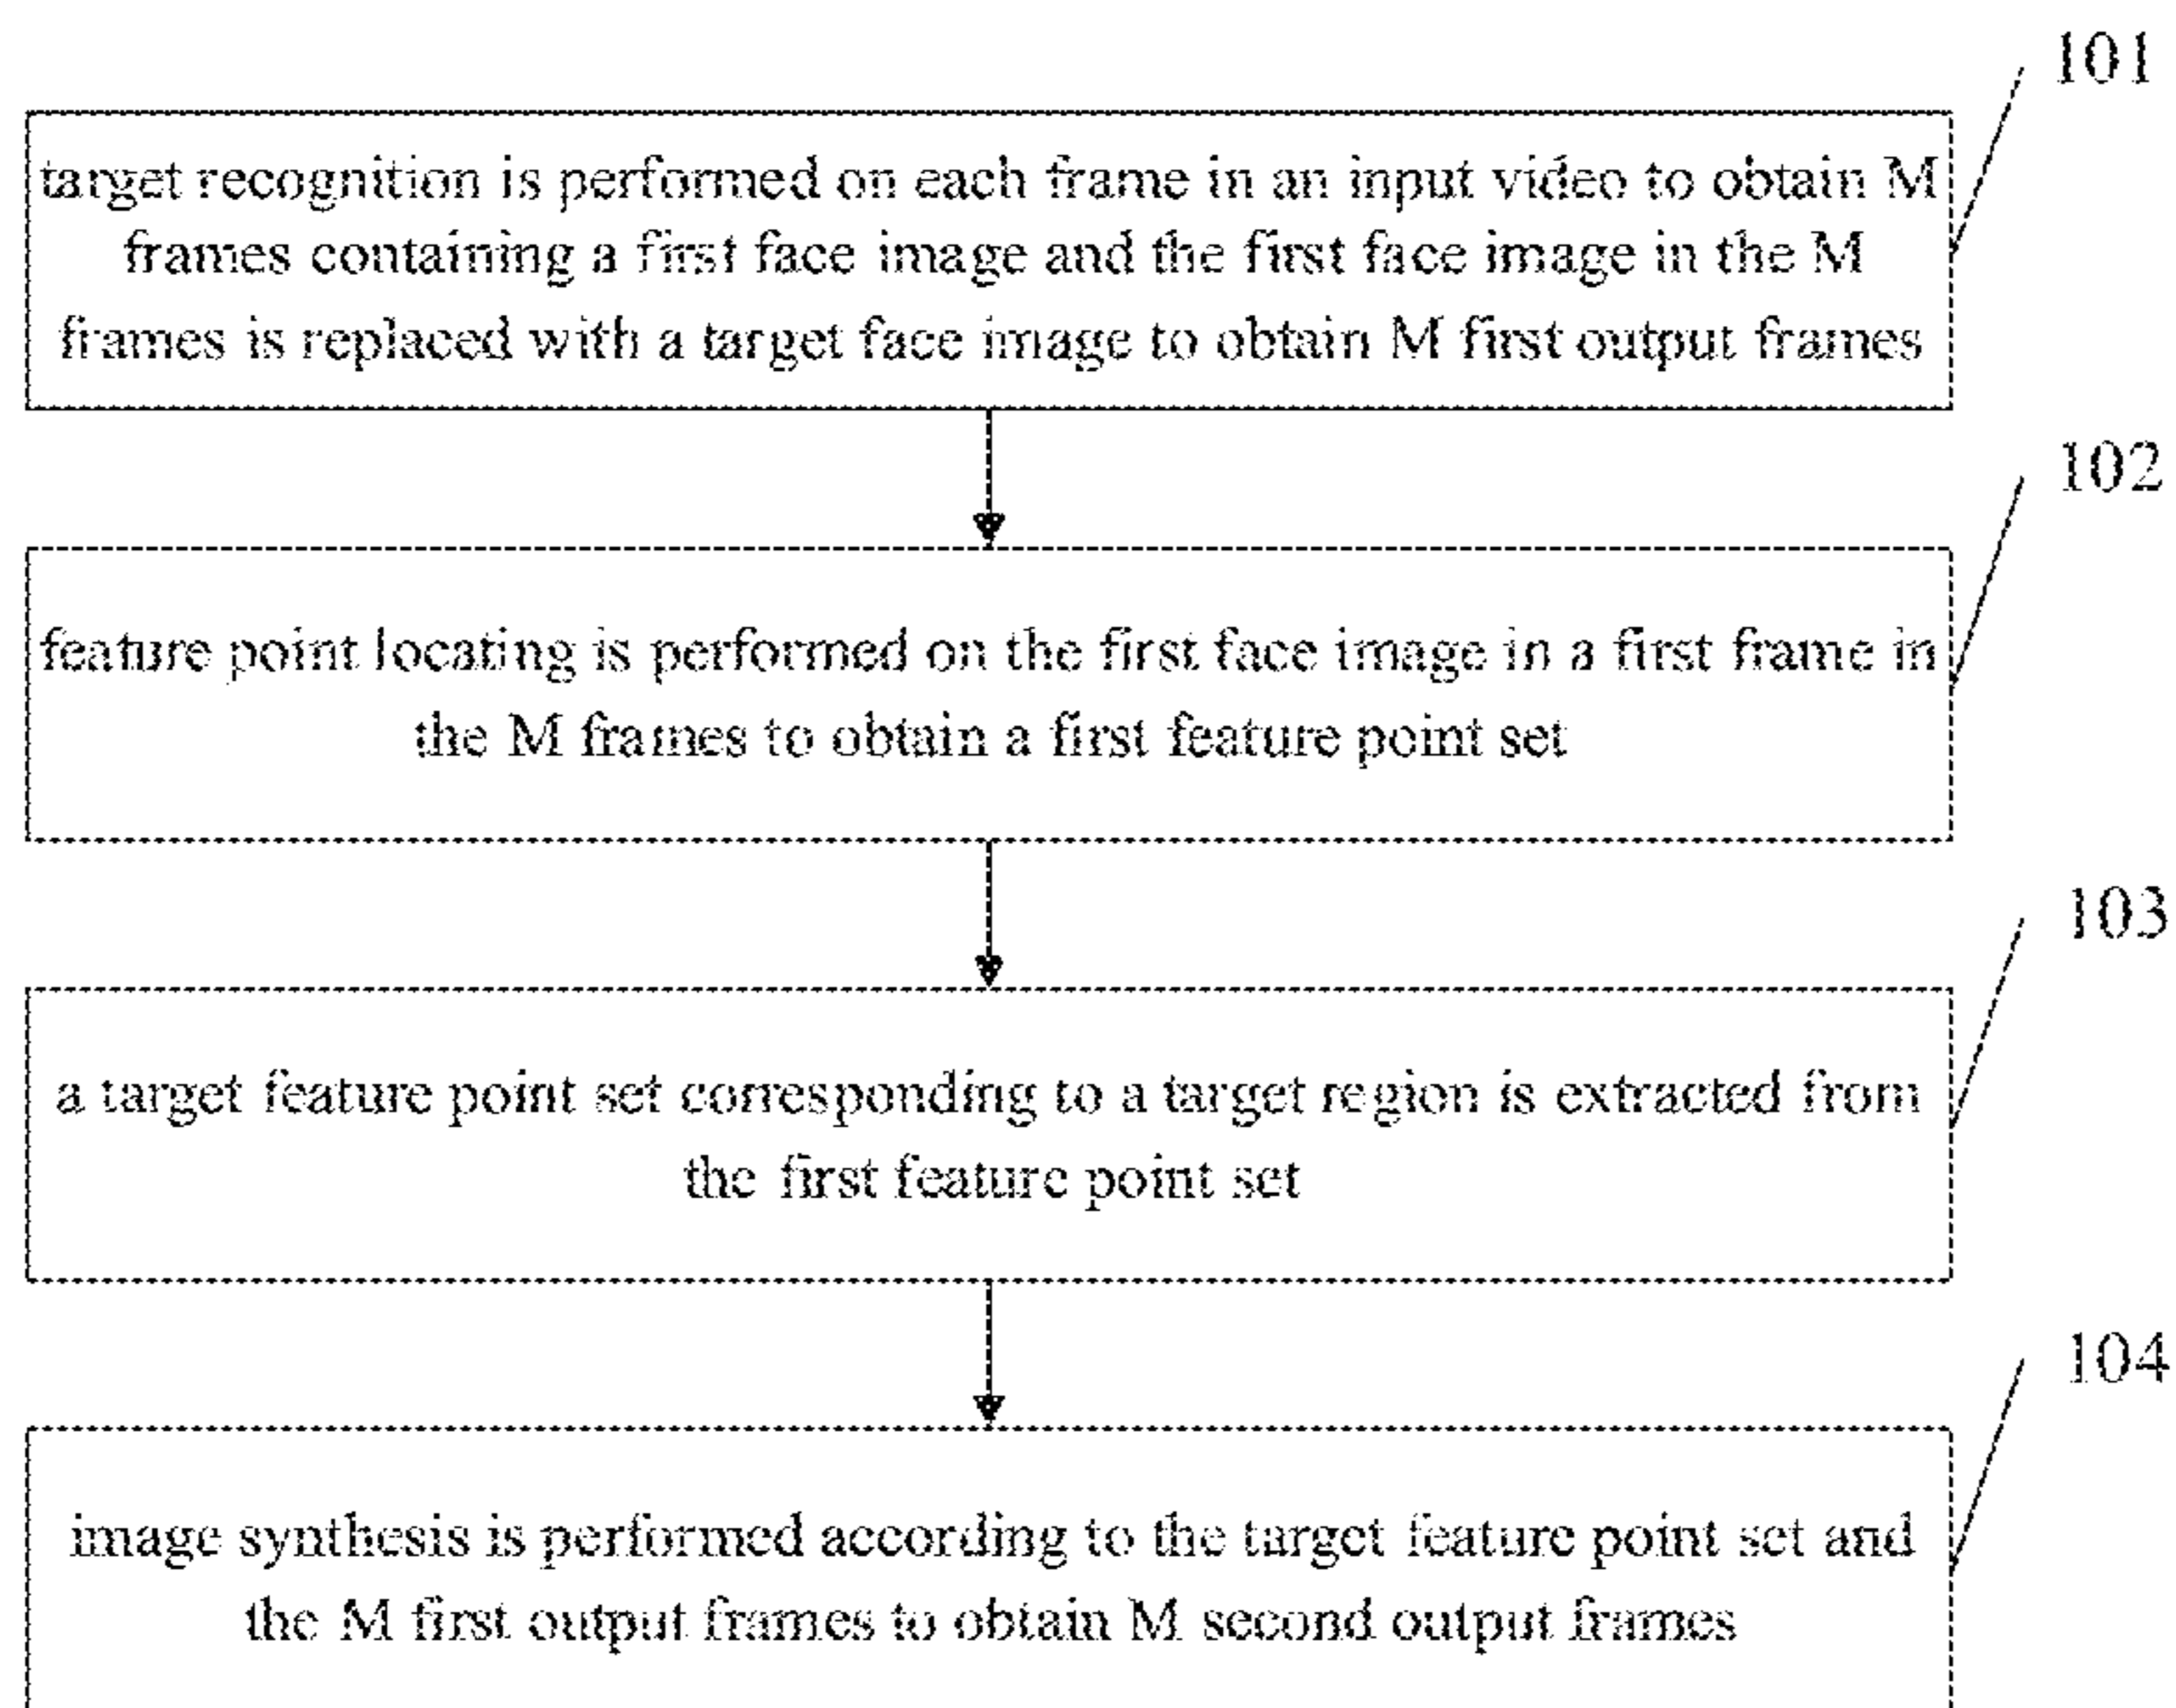 101
target recognition is performed on each frame in an input video to obtain M
frames containing a first face image and the first face image in the M
frames is replaced with a target face image to obtain M first output frames
102
feature point locating is performed on the first face image in a first frame in
the M frames to obtain a first feature point set
103
a target feature point set corresponding to a target region is extracted from
the first feature point set
104
image synthesis is performed according to the target feature point set and
the M first output frames to obtain M second output frames